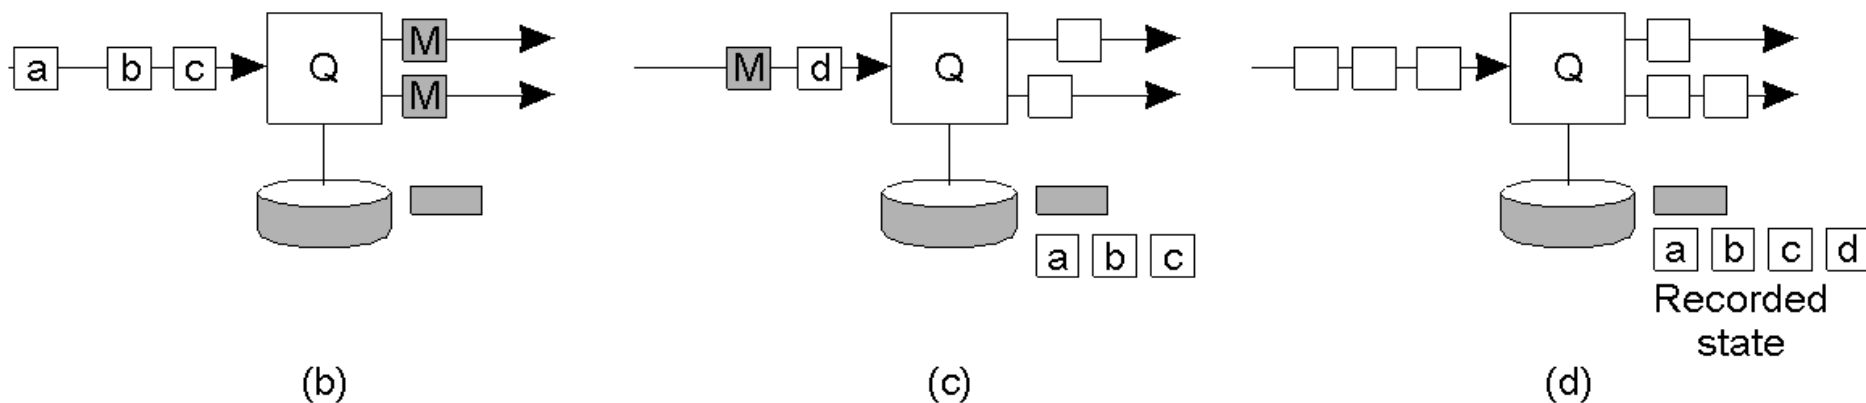 a b c Q M M
M d Q
Q
a b c
a b c d
Recorded
state
(b) (c) (d)